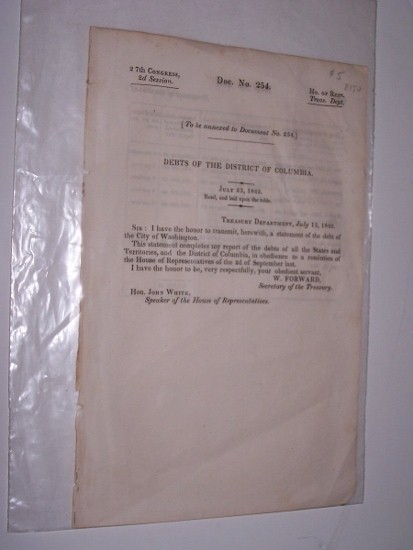 27th Congress,
2d Session.
Doc. No. 254.
Ho. of Reps.
Treas. Dept.
$5
[To be annexed to Document No. 254.]
DEBTS OF THE DISTRICT OF COLUMBIA.
July 23, 1842.
Read, and laid upon the table.
Treasury Department, July 13, 1842.
Sir: I have the honor to transmit, herewith, a statement of the debt of
the City of Washington.
This statement completes my report of the debts of all the States and
Territories, and the District of Columbia, in obedience to a resolution of
the House of Representatives of the 2d of September last.
I have the honor to be, very respectfully, your obedient servant,
W. FORWARD,
Secretary of the Treasury.
Hon. John White,
Speaker of the House of Representatives.